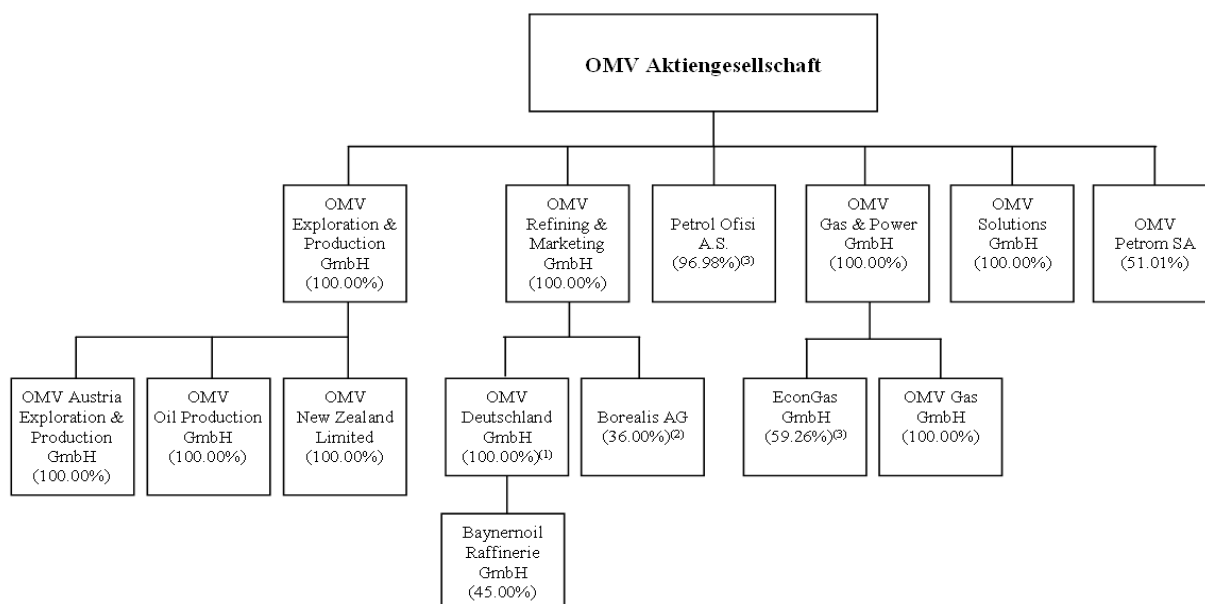 OMV Aktiengesellschaft
OMV
Exploration &
Production
GmbH
(100.00%)
OMV
Refining &
Marketing
GmbH
(100.00%)
Petrol Ofisi
A.S.
(96.98%)(3)
OMV
Gas & Power
GmbH
(100.00%)
OMV
Solutions
GmbH
(100.00%)
OMV
Petrom SA
(51.01%)
OMV Austria
Exploration &
Production
GmbH
(100.00%)
OMV
Oil Production
GmbH
(100.00%)
OMV
New Zealand
Limited
(100.00%)
OMV
Deutschland
GmbH
(100.00%)(1)
Borealis AG
(36.00%)(2)
EconGas
GmbH
(59.26%)(3)
OMV Gas
GmbH
(100.00%)
Baynernoil
Raffinerie
GmbH
(45.00%)